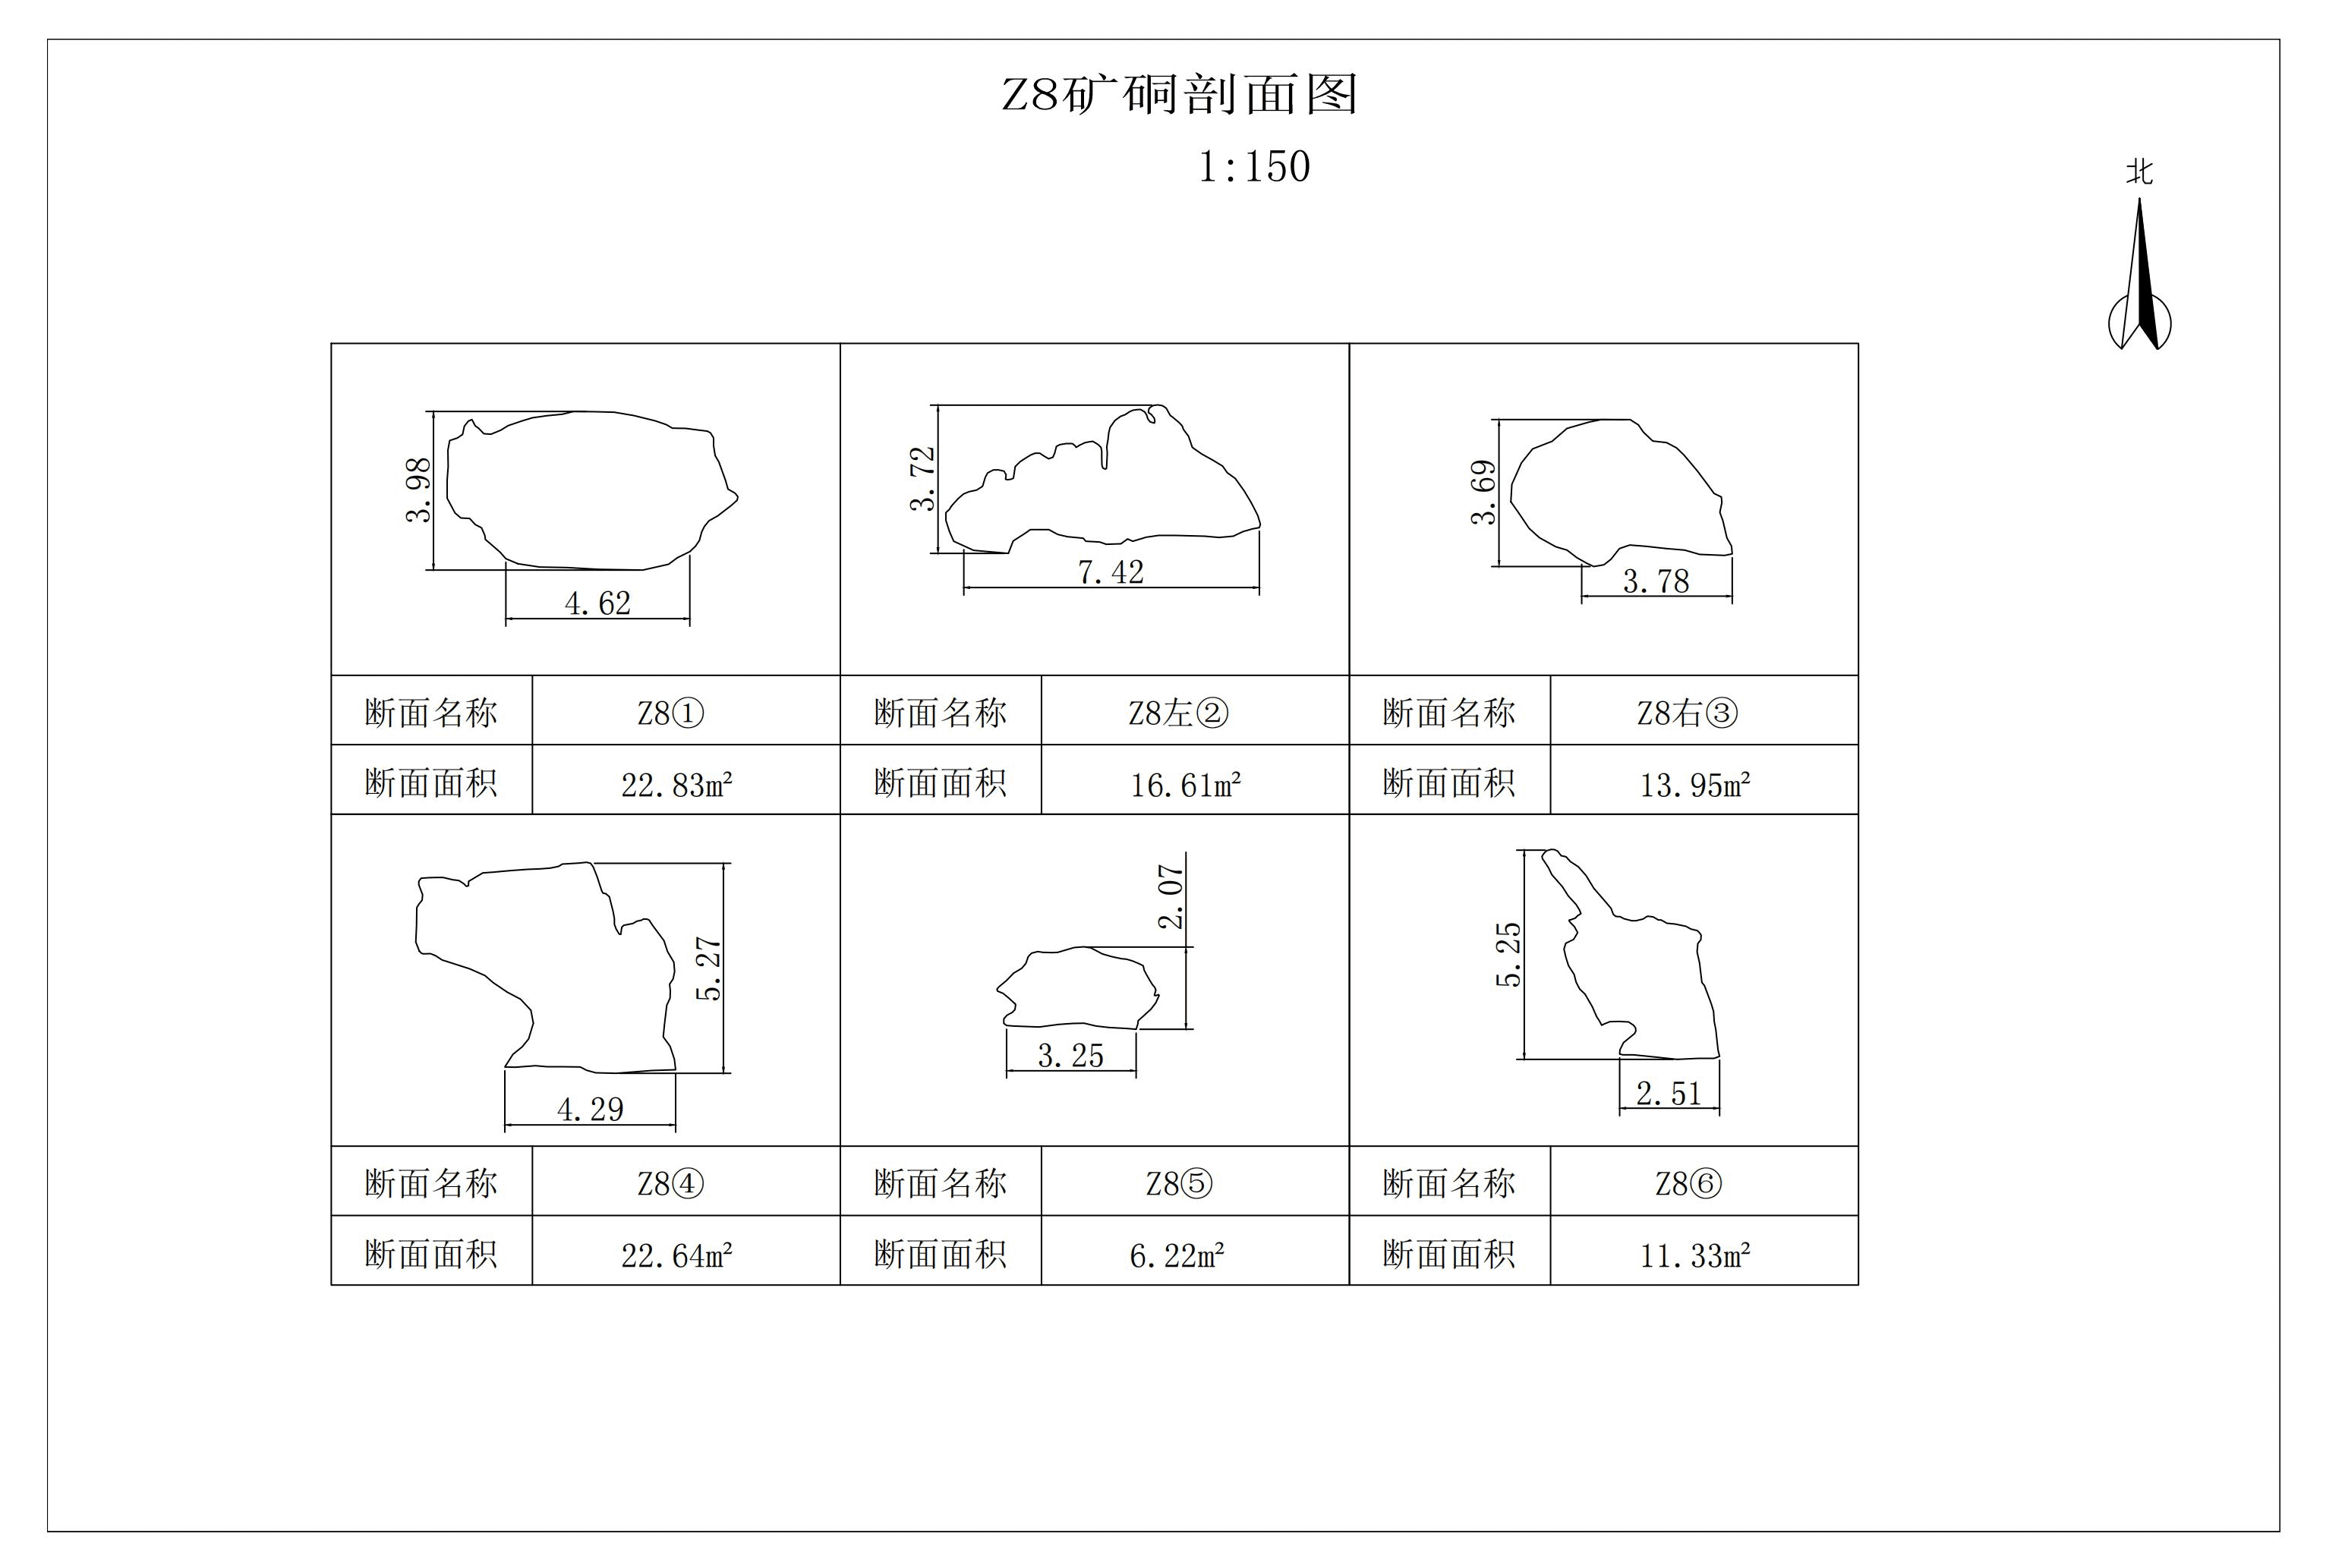 Z8矿硐剖面图
1:150
北
3.98
4.62
3.72
7.42
3.69
3.78
断面名称 Z8① 断面名称 Z8左② 断面名称 Z8右③
断面面积 22.83m² 断面面积 16.61m² 断面面积 13.95m²
5.27
4.29
2.07
3.25
5.25
2.51
断面名称 Z8④ 断面名称 Z8⑤ 断面名称 Z8⑥
断面面积 22.64m² 断面面积 6.22m² 断面面积 11.33m²